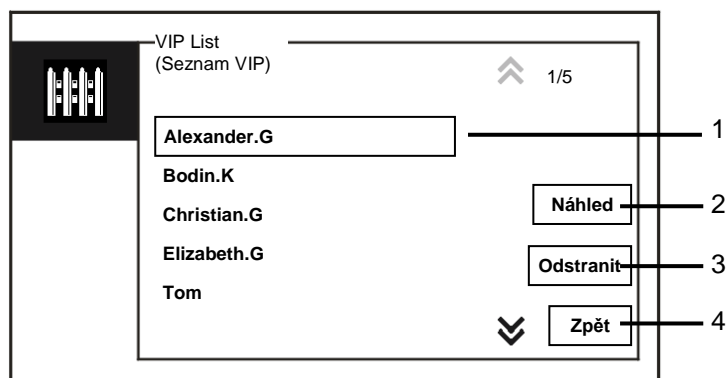 VIP List
(Seznam VIP)
1/5
Alexander.G
1
Bodin.K
Náhled
2
Christian.G
Elizabeth.G
Odstranit
3
Tom
Zpět
4